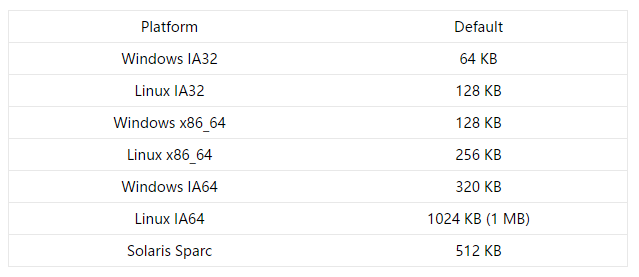 Platform Default
Windows IA32 64 KB
Linux IA32 128 KB
Windows x86_64 128 KB
Linux x86_64 256 KB
Windows IA64 320 KB
Linux IA64 1024 KB (1 MB)
Solaris Sparc 512 KB